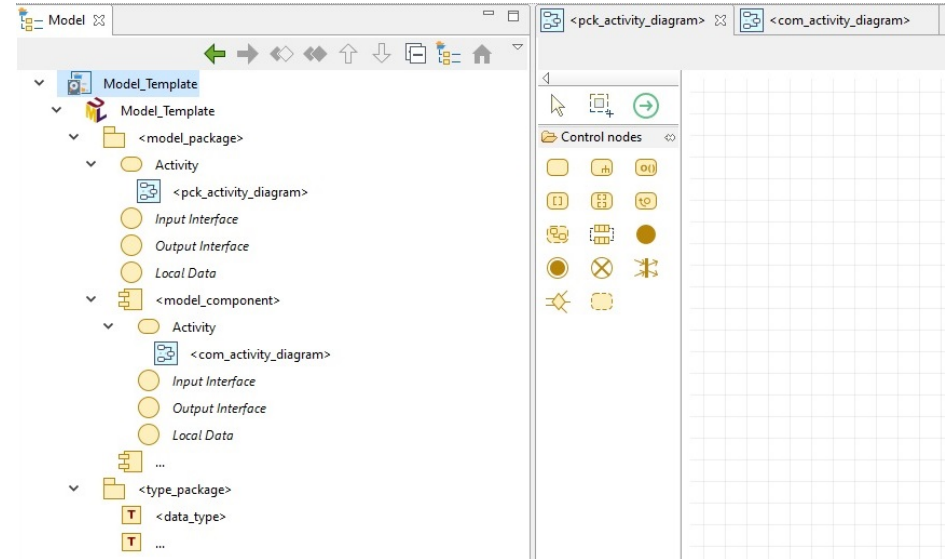 Model
<pck_activity_diagram>
<com_activity_diagram>
Model_Template
Model_Template
<model_package>
Activity
<pck_activity_diagram>
Input Interface
Output Interface
Local Data
<model_component>
Activity
<com_activity_diagram>
Input Interface
Output Interface
Local Data
...
<type_package>
T <data_type>
T ...
Control nodes